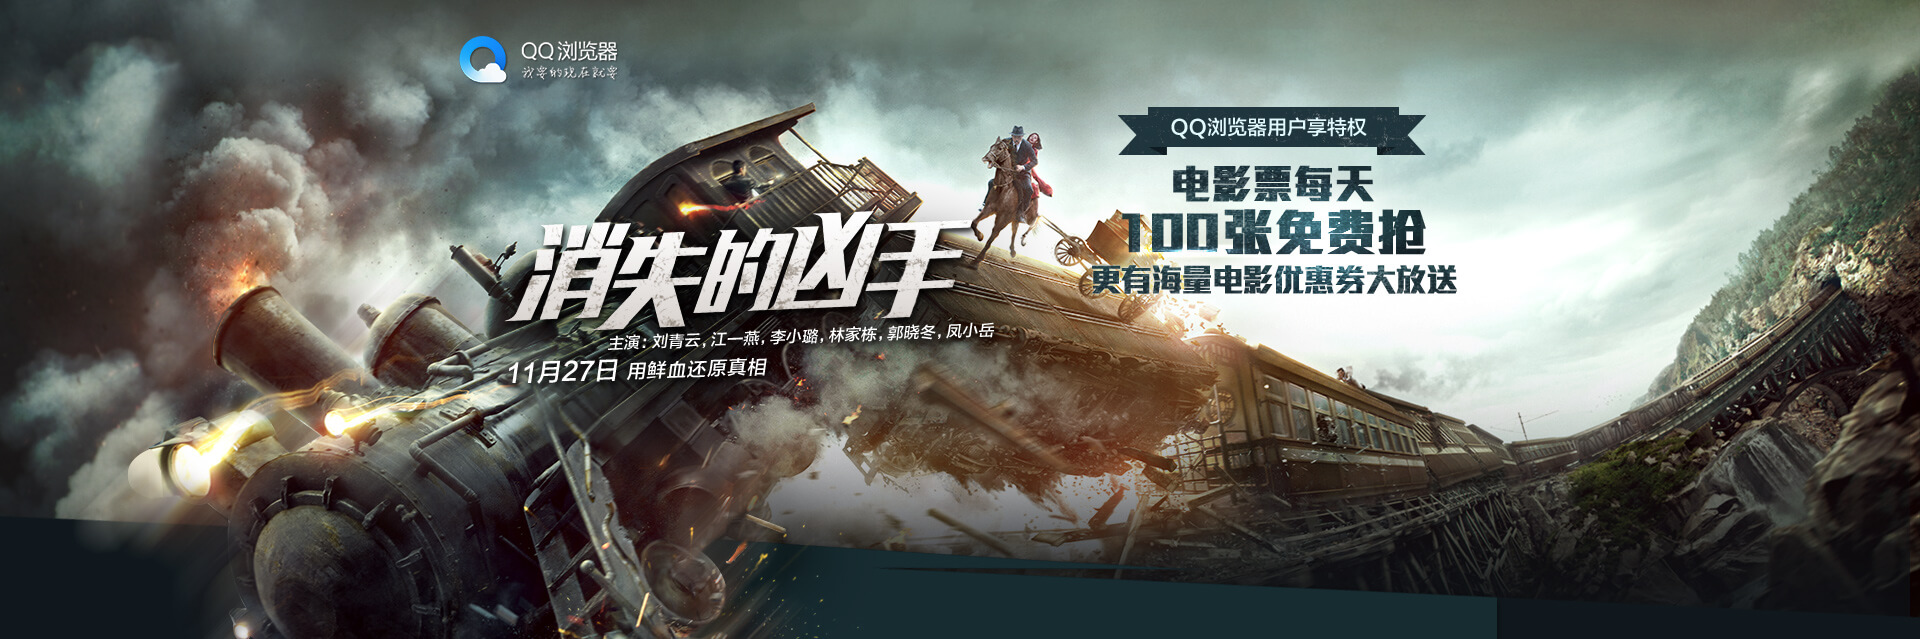 QQ浏览器
我要的现在就要
QQ浏览器用户享特权
电影票每天
100张免费抢
更有海量电影优惠券大放送
消失的凶手
主演：刘青云，江一燕，李小璐，林家栋，郭晓冬，凤小岳
11月27日 用鲜血还原真相